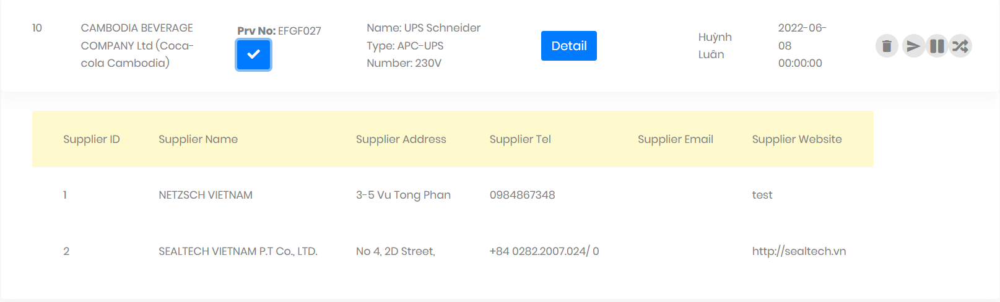 10
CAMBODIA BEVERAGE
COMPANY Ltd (Coca-
cola Cambodia)
Prv No: EFGF027
Name: UPS Schneider
Type: APC-UPS
Number: 230V
Detail
Huỳnh
Luân
2022-06-
08
00:00:00
Supplier ID Supplier Name Supplier Address Supplier Tel Supplier Email Supplier Website
1 NETZSCH VIETNAM 3-5 Vu Tong Phan 0984867348 test
2 SEALTECH VIETNAM P.T Co., LTD. No 4, 2D Street, +84 0282.2007.024/ 0 http://sealtech.vn